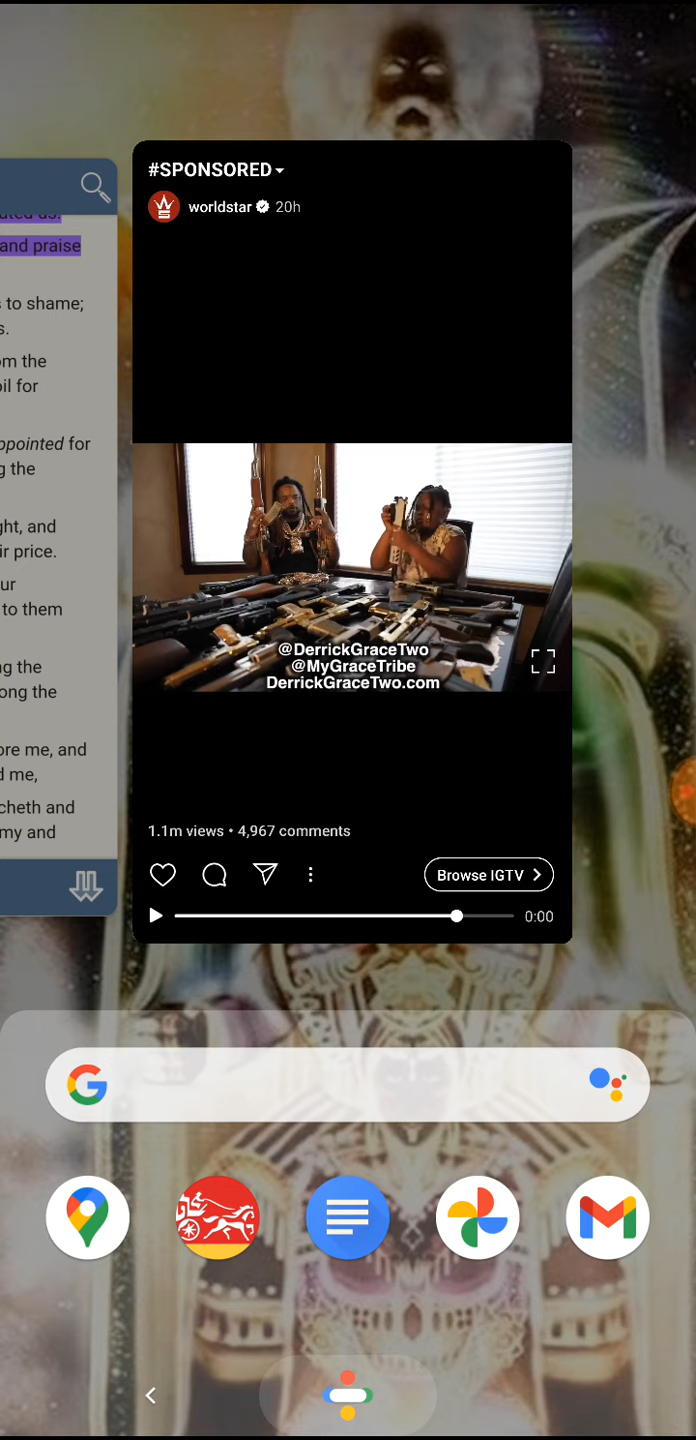 uted us.
and praise
s to shame;
s.
om the
oil for
ppointed for
g the
ght, and
ir price.
ur
to them
ng the
ong the
ore me, and
d me,
cheth and
my and
#SPONSORED
worldstar 20h
@DerrickGraceTwo
@MyGraceTribe
DerrickGraceTwo.com
1.1m views • 4,967 comments
Browse IGTV
0:00